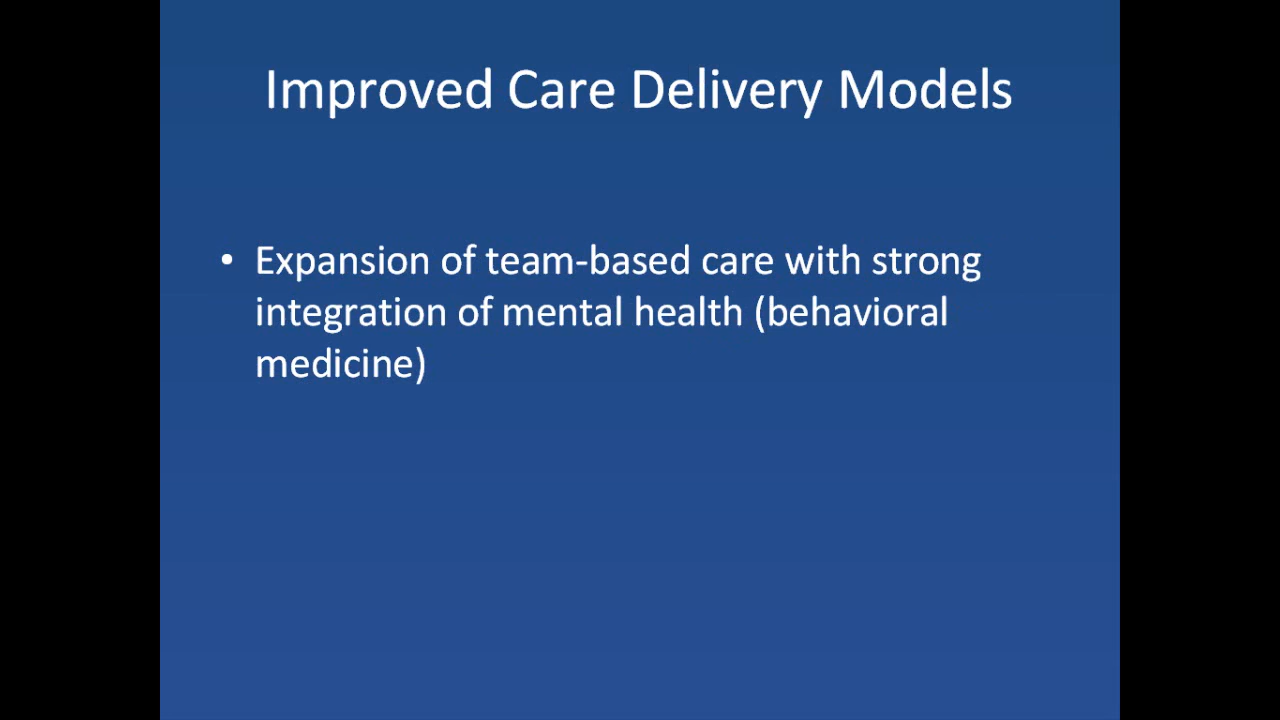 Improved Care Delivery Models
• Expansion of team-based care with strong
integration of mental health (behavioral
medicine)